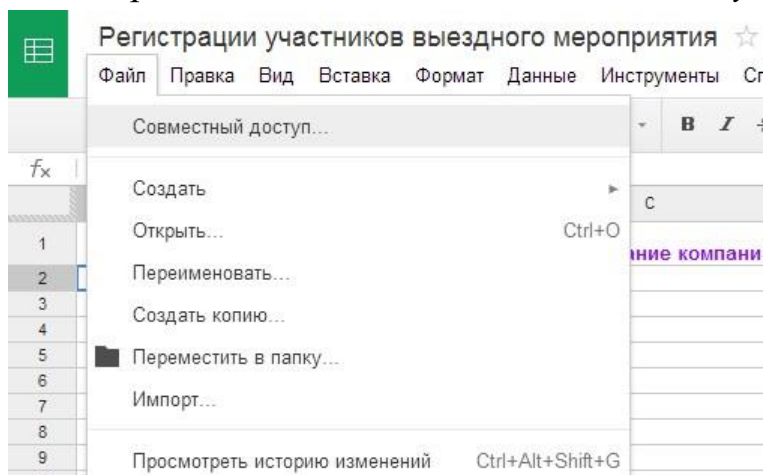 Регистрации участников выездного мероприятия
Файл Правка Вид Вставка Формат Данные Инструменты
Совместный доступ...
B I
fx
Создать
C
Открыть... Ctrl+O
1
ание компани
Переименовать...
2
3
Создать копию...
4
5
Переместить в папку...
6
Импорт...
7
8
9
Просмотреть историю изменений Ctrl+Alt+Shift+G